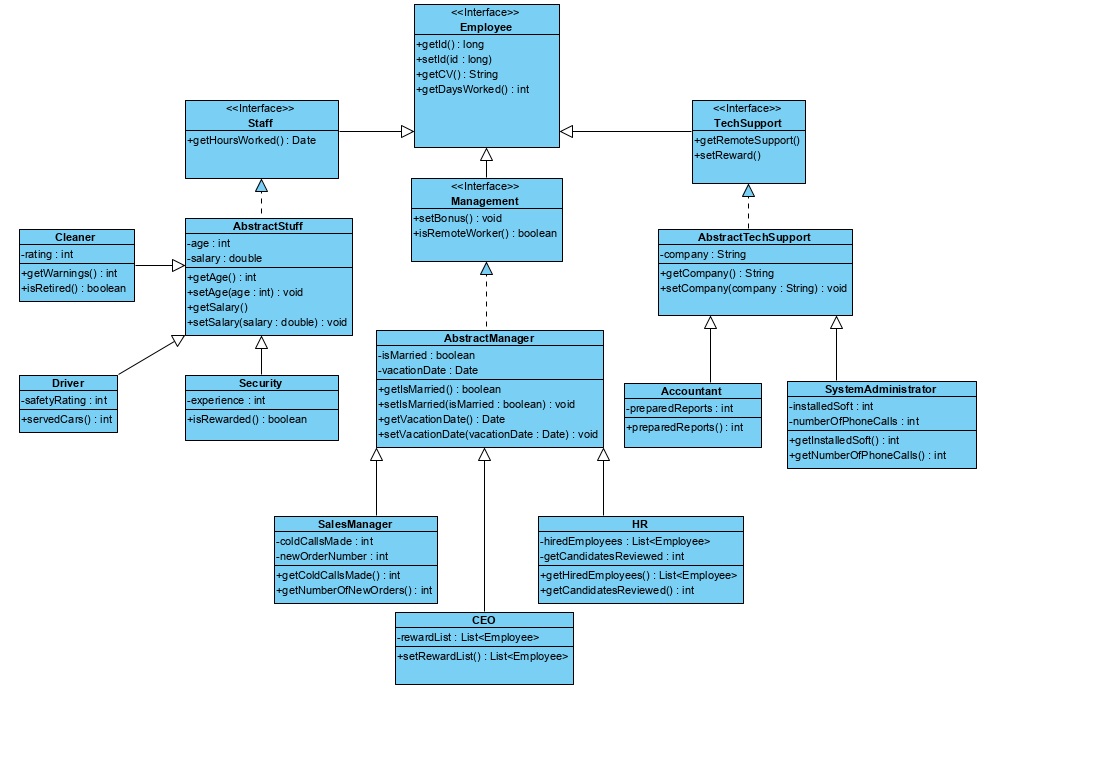 <<Interface>>
Employee
+getId() : long
+setId(id : long)
+getCV() : String
+getDaysWorked() : int
<<Interface>>
Staff
+getHoursWorked() : Date
<<Interface>>
TechSupport
+getRemoteSupport()
+setReward()
<<Interface>>
Management
+setBonus() : void
+isRemoteWorker() : boolean
Cleaner
-rating : int
+getWarnings() : int
+isRetired() : boolean
AbstractStuff
-age : int
-salary : double
+getAge() : int
+setAge(age : int) : void
+getSalary()
+setSalary(salary : double) : void
AbstractTechSupport
-company : String
+getCompany() : String
+setCompany(company : String) : void
AbstractManager
-isMarried : boolean
-vacationDate : Date
+getIsMarried() : boolean
+setIsMarried(isMarried : boolean) : void
+getVacationDate() : Date
+setVacationDate(vacationDate : Date) : void
Driver
-safetyRating : int
+servedCars() : int
Security
-experience : int
+isRewarded() : boolean
Accountant
-preparedReports : int
+preparedReports() : int
SystemAdministrator
-installedSoft : int
-numberOfPhoneCalls : int
+getInstalledSoft() : int
+getNumberOfPhoneCalls() : int
SalesManager
-coldCallsMade : int
-newOrderNumber : int
+getColdCallsMade() : int
+getNumberOfNewOrders() : int
HR
-hiredEmployees : List<Employee>
-getCandidatesReviewed : int
+getHiredEmployees() : List<Employee>
+getCandidatesReviewed() : int
CEO
-rewardList : List<Employee>
+setRewardList() : List<Employee>